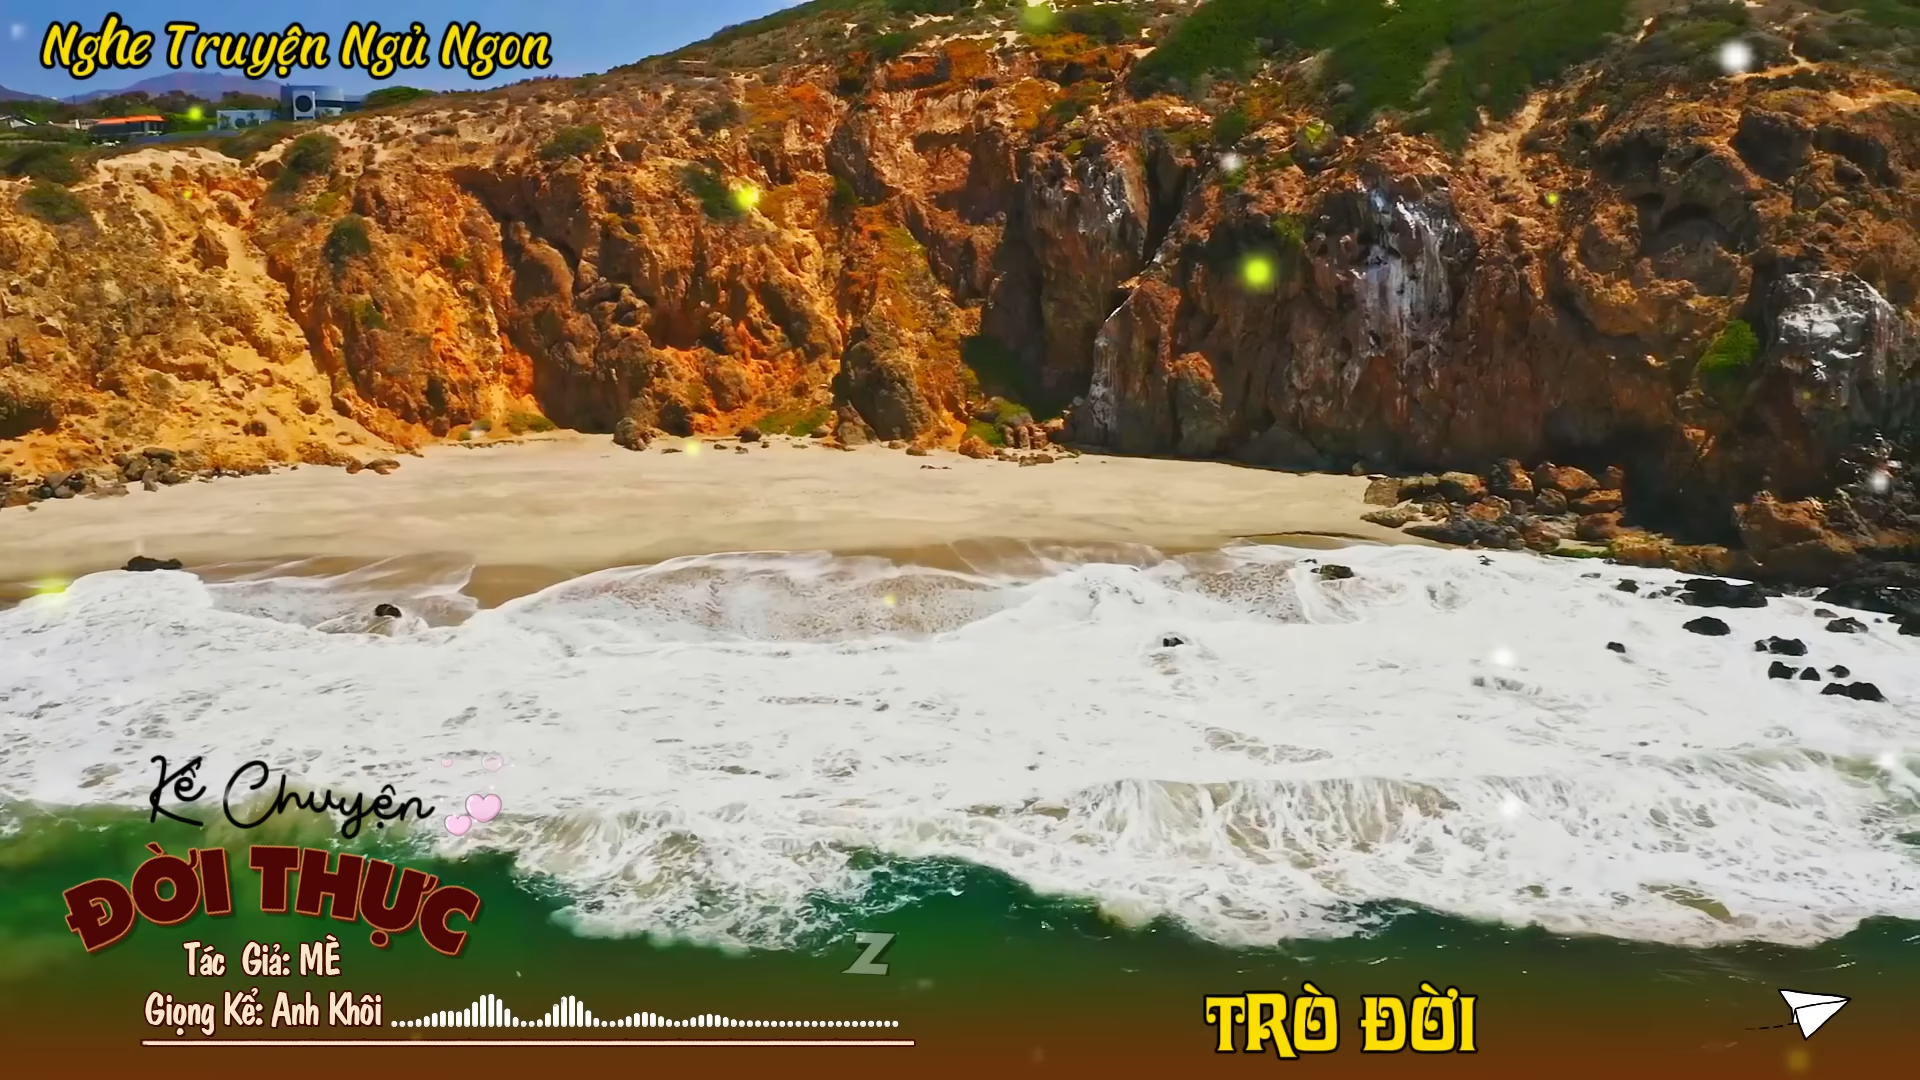 Nghe Truyện Ngủ Ngon
Kể Chuyện
ĐỜI THỰC
Tác Giả: MÈ
Giọng Kể: Anh Khôi
Z
TRÒ ĐỜI